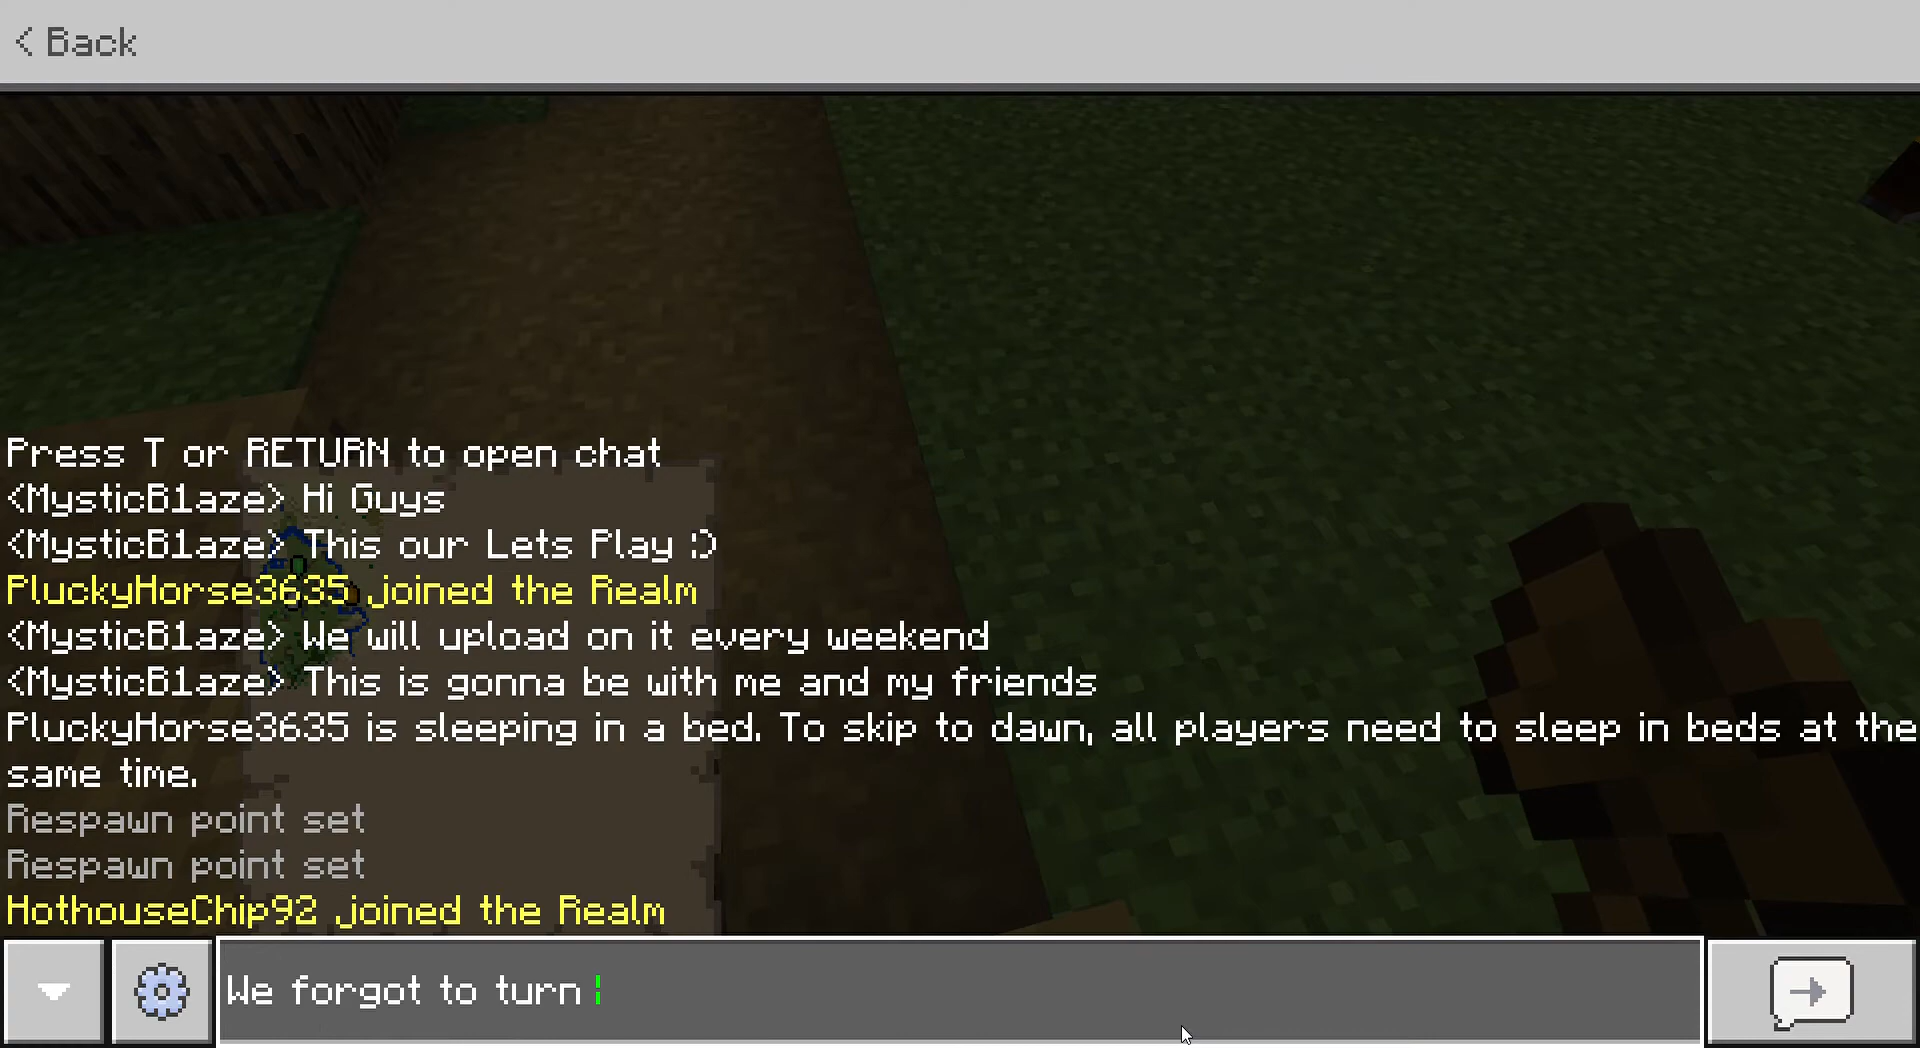 < Back
Press T or RETURN to open chat
<MysticB1aze> Hi Guys
<MysticB1aze> This our Lets Play :D
PluckyHorse3635 joined the Realm
<MysticB1aze> We will upload on it every weekend
<MysticB1aze> This is gonna be with me and my friends
PluckyHorse3635 is sleeping in a bed. To skip to dawn, all players need to sleep in beds at the
same time.
Respawn point set
Respawn point set
HothouseChip92 joined the Realm
We forgot to turn